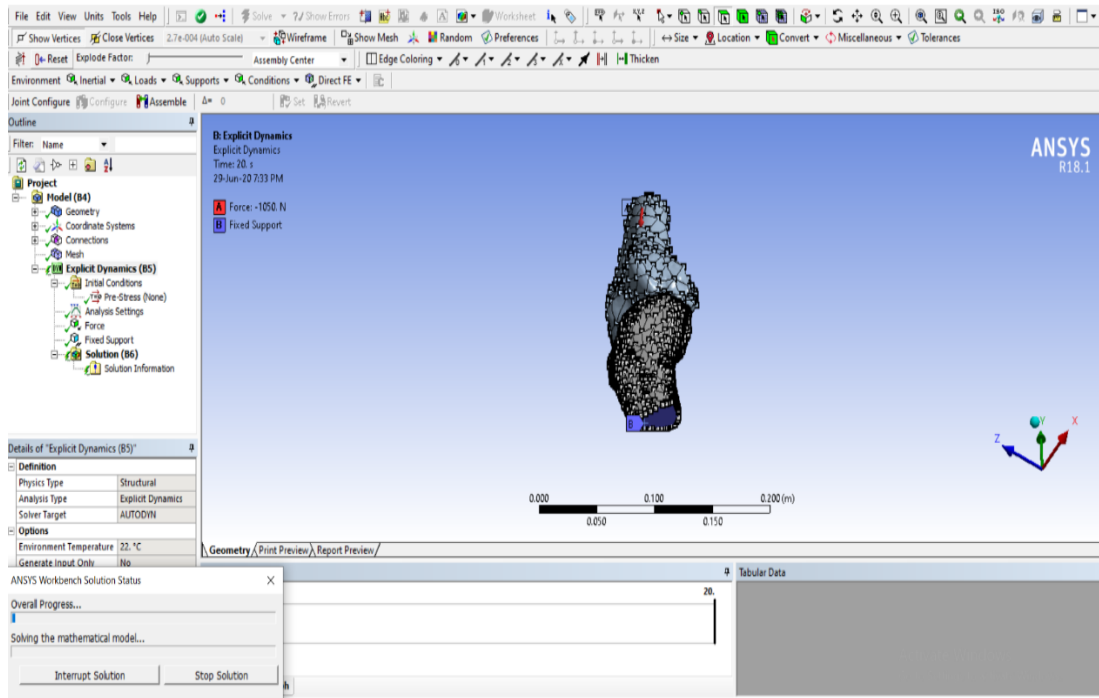 File Edit View Units Tools Help Solve ?/ Show Errors Worksheet
Show Vertices Close Vertices 2.7e-004 (Auto Scale) Wireframe Show Mesh Random Preferences Size Location Convert Miscellaneous Tolerances
Reset Explode Factor: Assembly Center Edge Coloring Thicken
Environment Inertial Loads Supports Conditions Direct FE
Joint Configure Configure Assemble Δ= 0 Set Revert
Outline
Filter: Name
Project
Model (B4)
Geometry
Coordinate Systems
Connections
Mesh
Explicit Dynamics (B5)
Initial Conditions
Pre-Stress (None)
Analysis Settings
Force
Fixed Support
Solution (B6)
Solution Information
B: Explicit Dynamics
Explicit Dynamics
Time: 20. s
29-Jun-20 7:33 PM
A Force: -1050. N
B Fixed Support
ANSYS
R18.1
B
Y
X
Z
0.000 0.100 0.200 (m)
0.050 0.150
Details of "Explicit Dynamics (B5)"
Definition
Physics Type Structural
Analysis Type Explicit Dynamics
Solver Target AUTODYN
Options
Environment Temperature 22. °C
Generate Input Only No
Geometry Print Preview Report Preview
Tabular Data
20.
ANSYS Workbench Solution Status
Overall Progress...
Solving the mathematical model...
Interrupt Solution Stop Solution